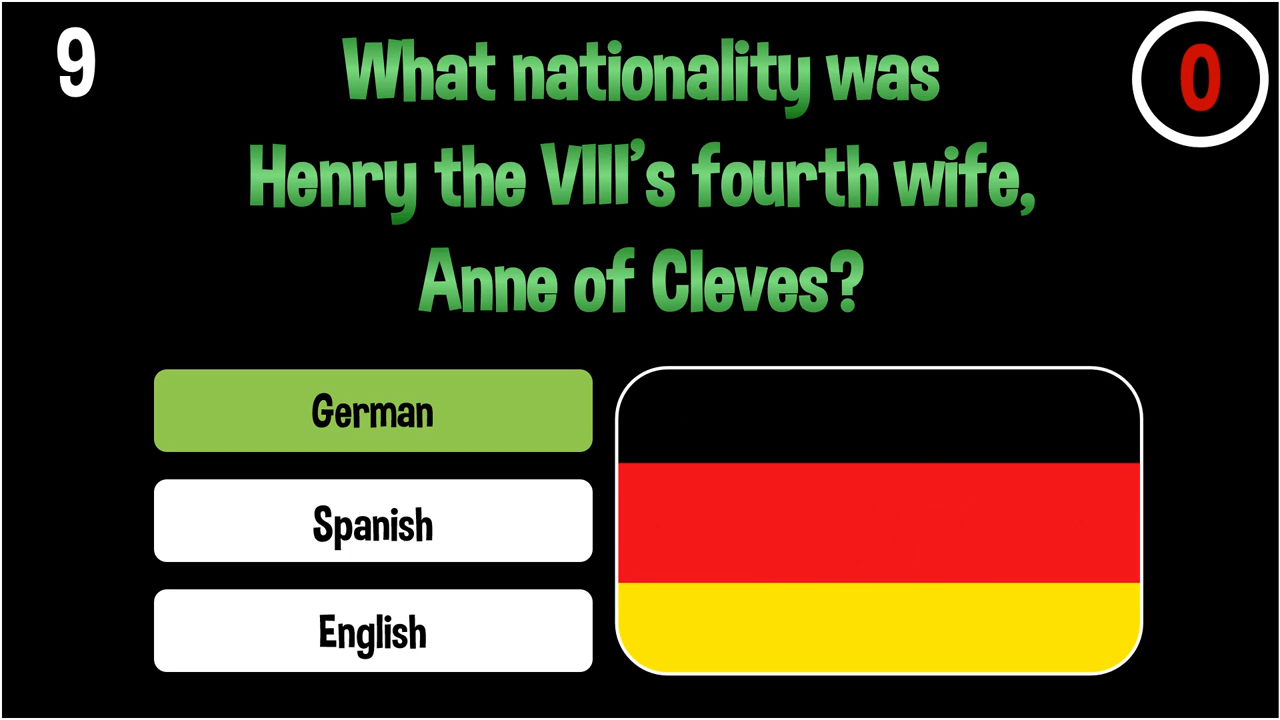 9
What nationality was
0
Henry the VIII's fourth wife,
Anne of Cleves?
German
Spanish
English